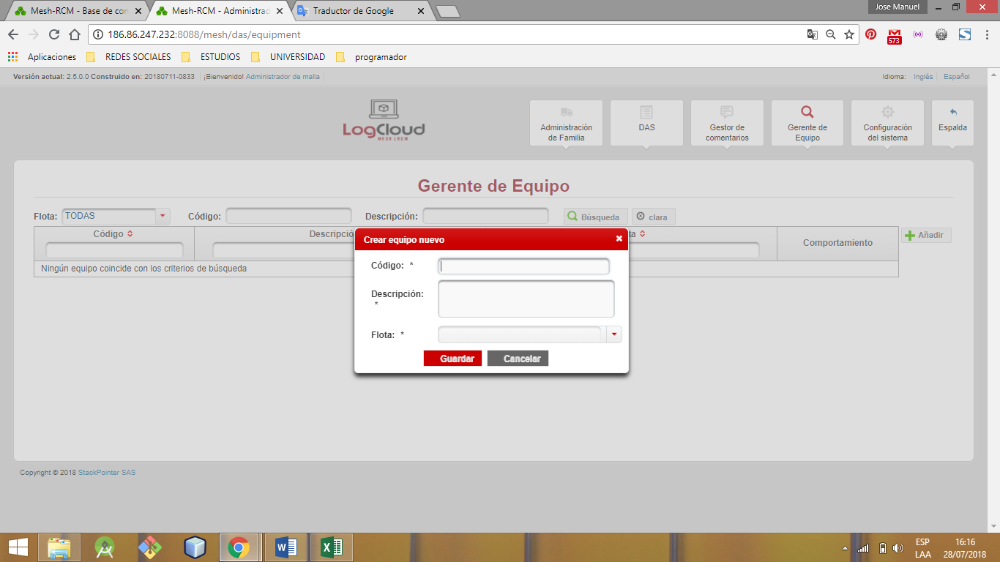 Mesh-RCM - Base de con
Mesh-RCM - Administrad
Traductor de Google
Jose Manuel
186.86.247.232:8088/mesh/das/equipment
573
Aplicaciones
REDES SOCIALES
ESTUDIOS
UNIVERSIDAD
programador
Versión actual: 2.5.0.0 Construido en: 20180711-0833
¡Bienvenido! Administrador de malla
Idioma: Inglés Español
LogCloud
MESH LRCM
Administración
de Familia
DAS
Gestor de
comentarios
Gerente de
Equipo
Configuración
del sistema
Espalda
Gerente de Equipo
Flota: TODAS
Código:
Descripción:
Búsqueda
clara
Código
Descripció
ta
Comportamiento
Añadir
Ningún equipo coincide con los criterios de búsqueda
Crear equipo nuevo
Código: *
Descripción:
*
Flota: *
Guardar
Cancelar
Copyright © 2018 StackPointer SAS
ESP
LAA
16:16
28/07/2018